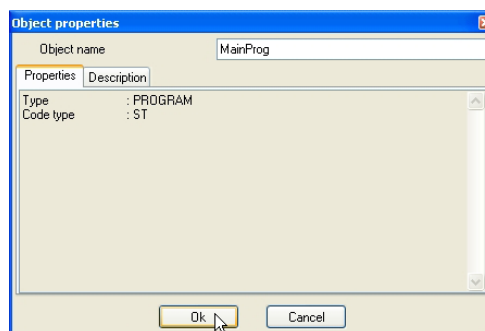 Object properties
Object name MainProg
Properties Description
Type : PROGRAM
Code type : ST
Ok Cancel